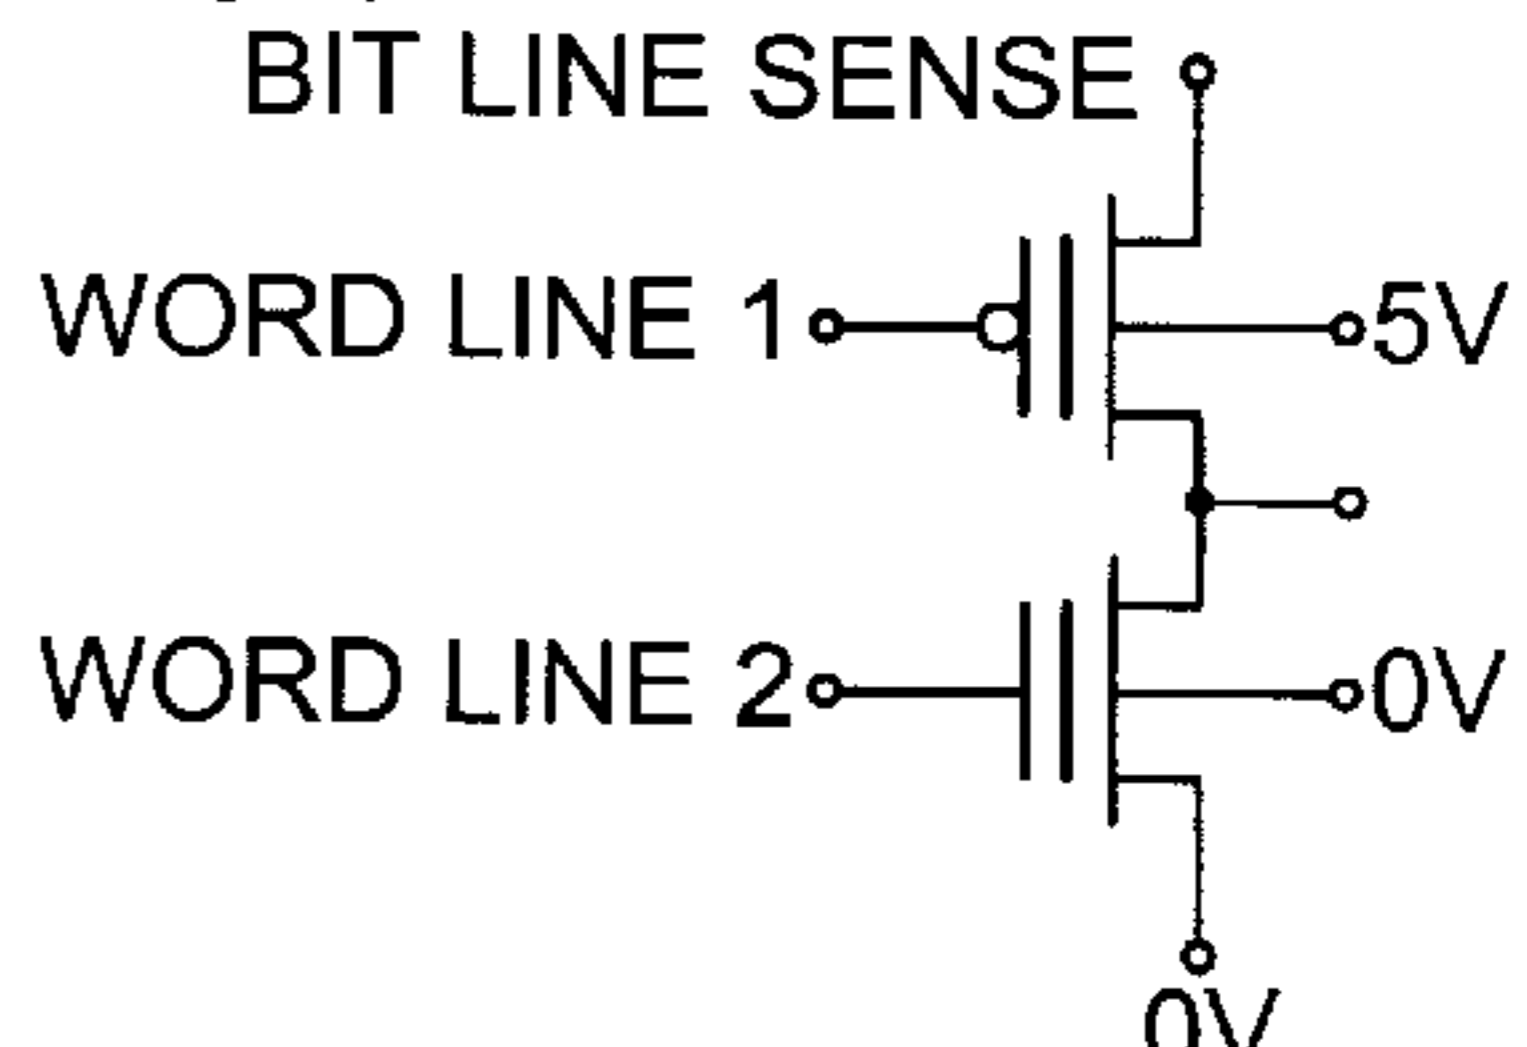 BIT LINE SENSE
WORD LINE 1
5V
WORD LINE 2
0V
0V